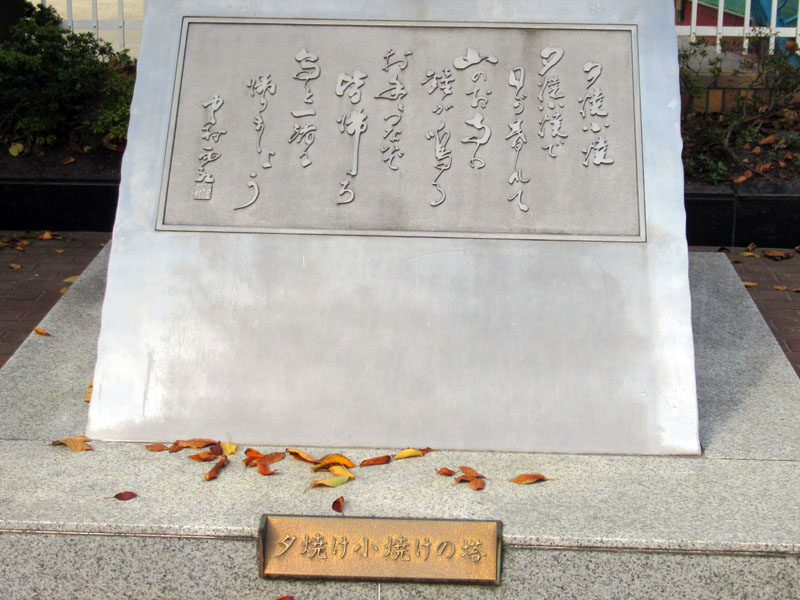 夕焼小焼
夕焼小焼で
日が暮れて
山のお寺の
鐘が鳴る
お手々つないで
皆帰ろ
烏と一緒に
帰りましょう
中村雨紅
夕焼け小焼けの塔